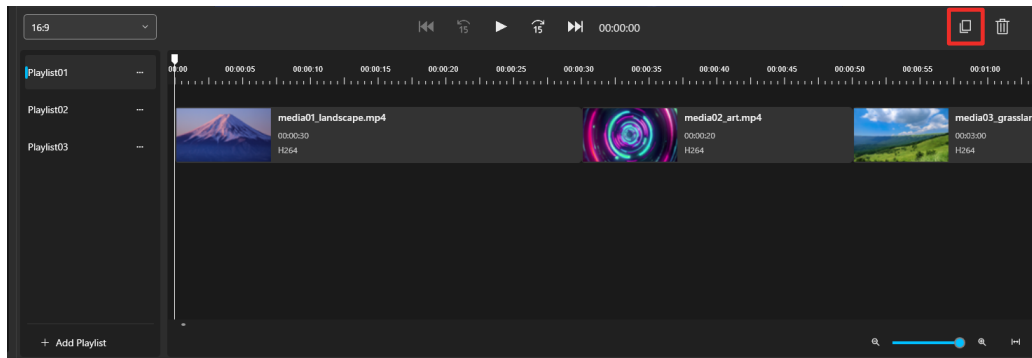 16:9
15
15
00:00:00
Playlist01
Playlist02
Playlist03
+ Add Playlist
00:00:05
00:00:10
00:00:15
00:00:20
00:00:25
00:00:30
00:00:35
00:00:40
00:00:45
00:00:50
00:00:55
00:01:00
media01_landscape.mp4
00:00:30
H264
media02_art.mp4
00:00:20
H264
media03_grasslan
00:03:00
H264